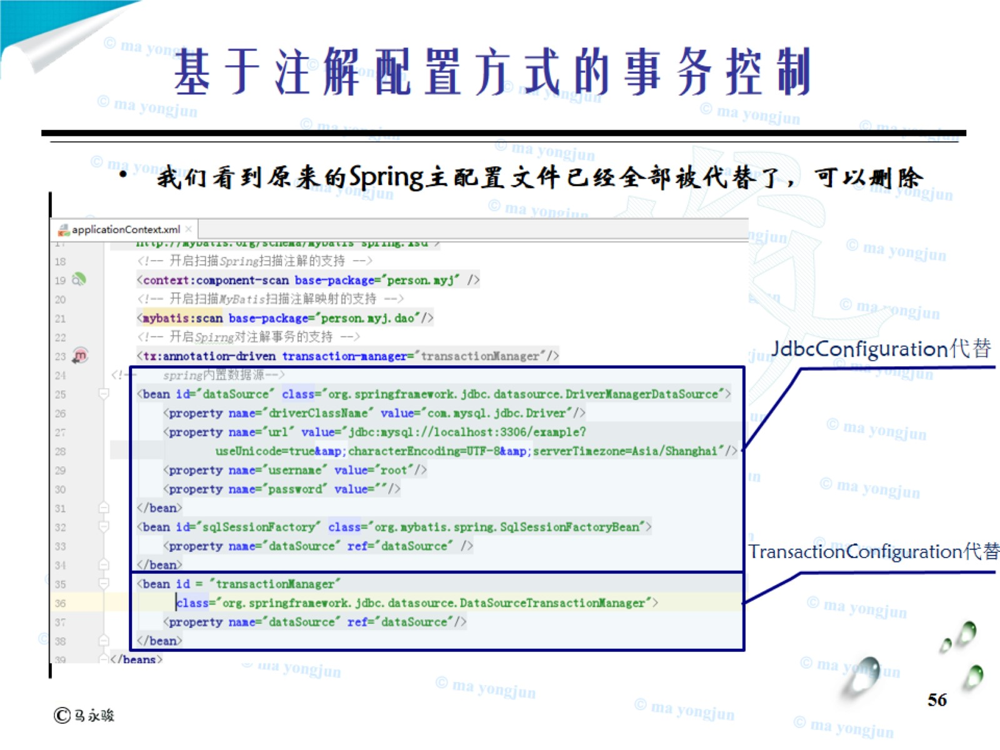 基于注解配置方式的事务控制
• 我们看到原来的Spring主配置文件已经全部被代替了，可以删除
applicationContext.xml
17 http://mybatis.org/schema/mybatis-spring.xsd">
18 <!-- 开启扫描Spring扫描注解的支持 -->
19 <context:component-scan base-package="person.myj" />
20 <!-- 开启扫描MyBatis扫描注解映射的支持 -->
21 <mybatis:scan base-package="person.myj.dao"/>
22 <!-- 开启Spirng对注解事务的支持 -->
23 <tx:annotation-driven transaction-manager="transactionManager"/>
24 <!-- spring内置数据源-->
25 <bean id="dataSource" class="org.springframework.jdbc.datasource.DriverManagerDataSource">
26 <property name="driverClassName" value="com.mysql.jdbc.Driver"/>
27 <property name="url" value="jdbc:mysql://localhost:3306/example?
28 useUnicode=true&amp;characterEncoding=UTF-8&amp;serverTimezone=Asia/Shanghai"/>
29 <property name="username" value="root"/>
30 <property name="password" value=""/>
31 </bean>
32 <bean id="sqlSessionFactory" class="org.mybatis.spring.SqlSessionFactoryBean">
33 <property name="dataSource" ref="dataSource" />
34 </bean>
35 <bean id = "transactionManager"
36 class="org.springframework.jdbc.datasource.DataSourceTransactionManager">
37 <property name="dataSource" ref="dataSource"/>
38 </bean>
39 </beans>
JdbcConfiguration代替
TransactionConfiguration代替
©马永骏
56
© ma yongjun